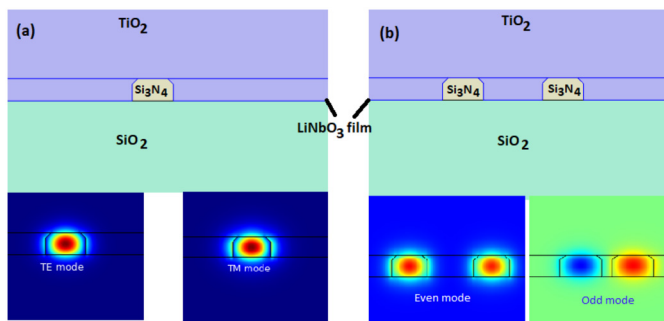 (a)
TiO2
Si3N4
LiNbO3 film
SiO2
TE mode
TM mode
(b)
TiO2
Si3N4
Si3N4
SiO2
Even mode
Odd mode